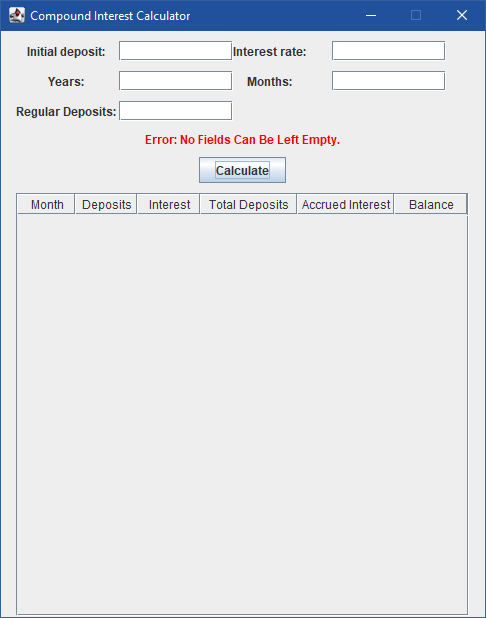 Compound Interest Calculator
Initial deposit: Interest rate:
Years: Months:
Regular Deposits:
Error: No Fields Can Be Left Empty.
Calculate
Month Deposits Interest Total Deposits Accrued Interest Balance